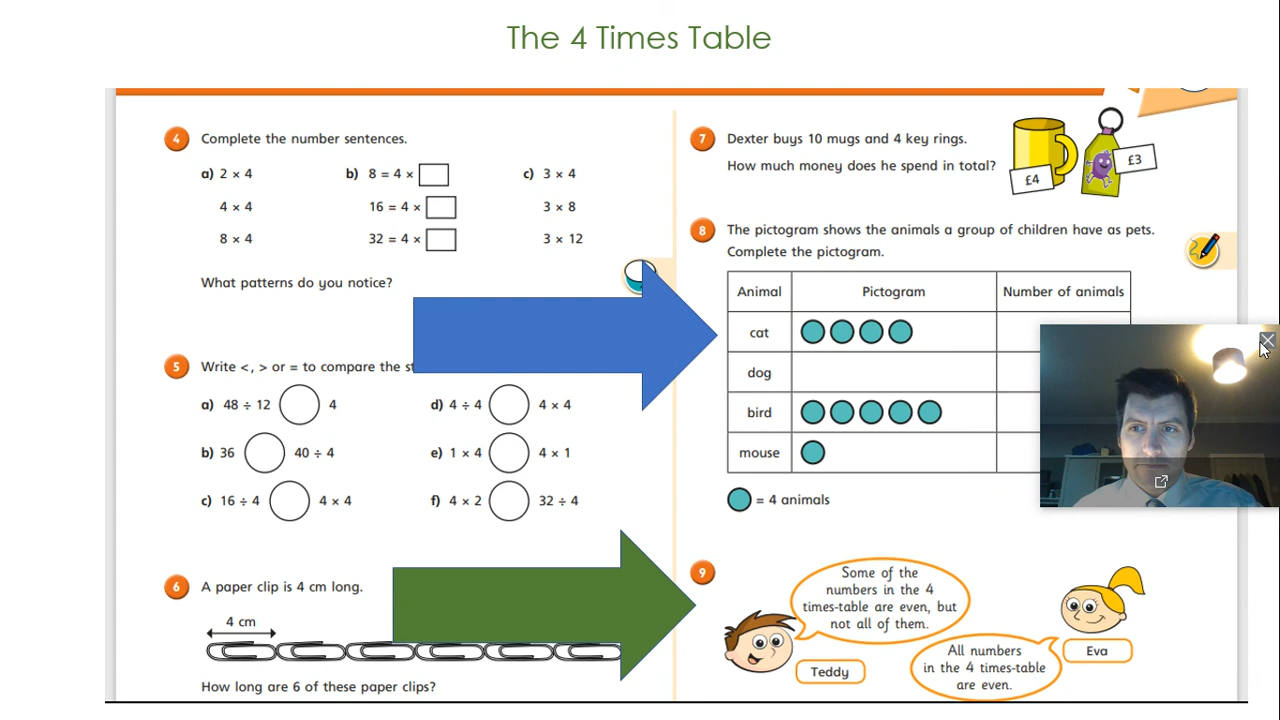 The 4 Times Table
4 Complete the number sentences.
a) 2 × 4 b) 8 = 4 × c) 3 × 4
4 × 4 16 = 4 × 3 × 8
8 × 4 32 = 4 × 3 × 12
What patterns do you notice?
5 Write <, > or = to compare the
a) 48 ÷ 12 4 d) 4 ÷ 4 4 × 4
b) 36 40 ÷ 4 e) 1 × 4 4 × 1
c) 16 ÷ 4 4 × 4 f) 4 × 2 32 ÷ 4
6 A paper clip is 4 cm long.
4 cm
How long are 6 of these paper clips?
7 Dexter buys 10 mugs and 4 key rings.
How much money does he spend in total?
£4
£3
8 The pictogram shows the animals a group of children have as pets.
Complete the pictogram.
Animal Pictogram Number of animals
cat
dog
bird
mouse
= 4 animals
9
Some of the
numbers in the 4
times-table are even, but
not all of them.
Teddy
All numbers
in the 4 times-table
are even.
Eva